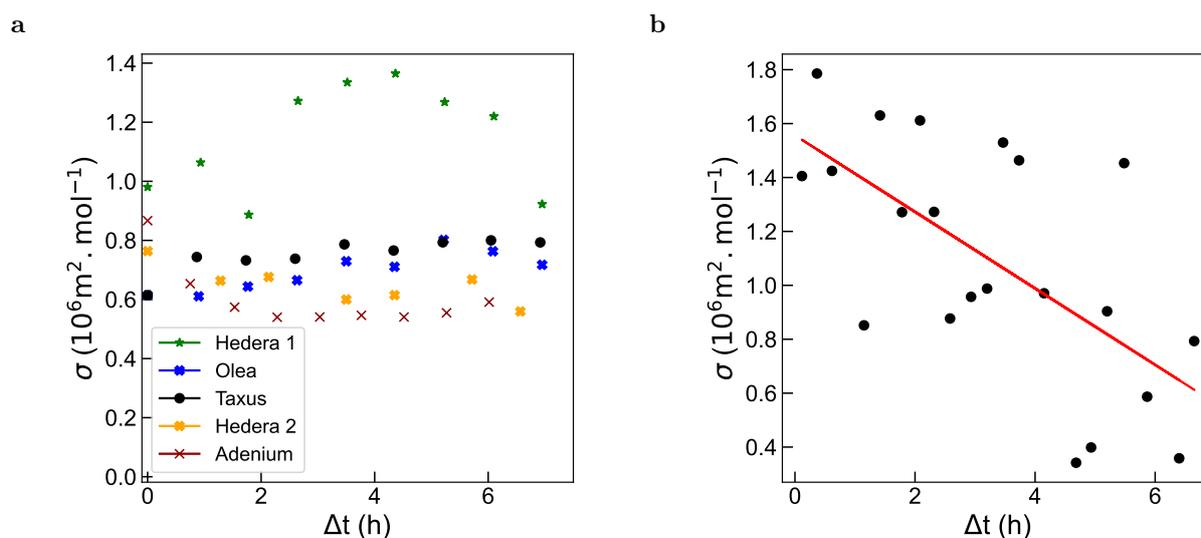 a
b
1.4
1.2
1.0
0.8
0.6
0.4
0.2
0.0
σ (10⁶m². mol⁻¹)
Hedera 1
Olea
Taxus
Hedera 2
Adenium
0 2 4 6
Δt (h)
1.8
1.6
1.4
1.2
1.0
0.8
0.6
0.4
σ (10⁶m². mol⁻¹)
0 2 4 6
Δt (h)